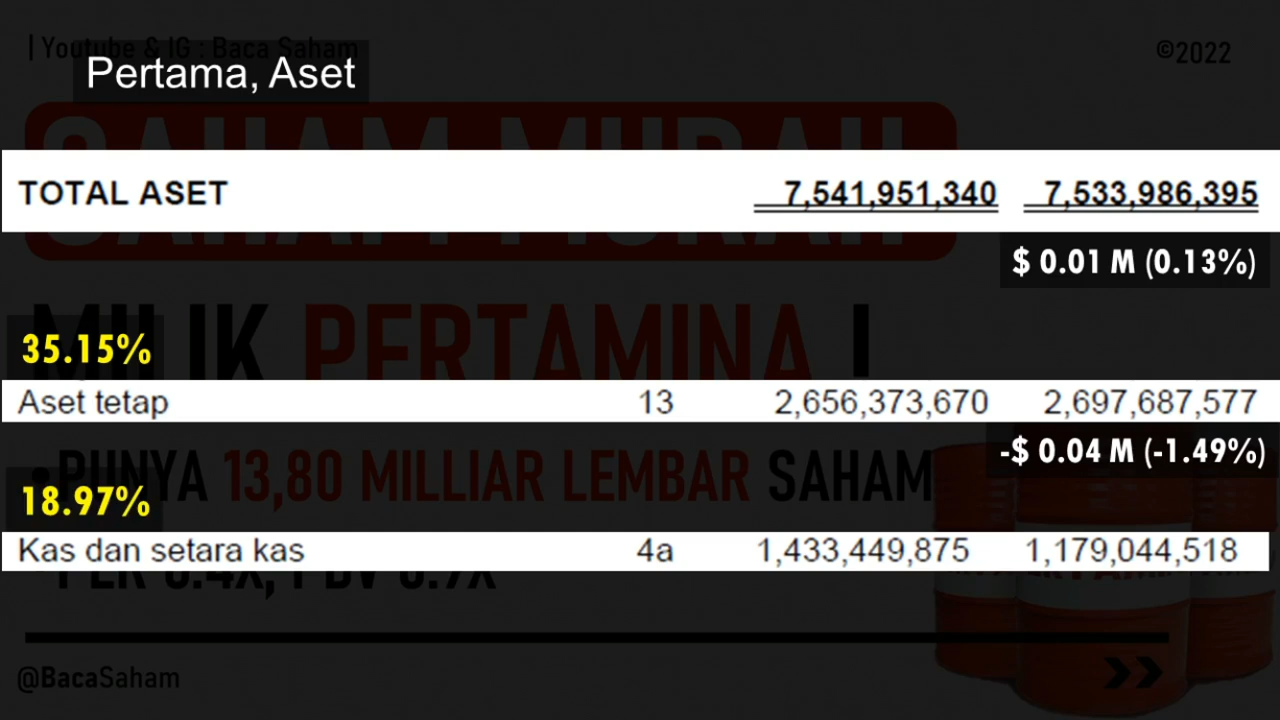 | Youtube & IG : Baca Saham
©2022
Pertama, Aset
SAHAM MURAH
TOTAL ASET 7,541,951,340 7,533,986,395
$ 0.01 M (0.13%)
MILIK PERTAMINA !
35.15%
Aset tetap 13 2,656,373,670 2,697,687,577
-$ 0.04 M (-1.49%)
PUNYA 13,80 MILLIAR LEMBAR SAHAM
18.97%
Kas dan setara kas 4a 1,433,449,875 1,179,044,518
@BacaSaham